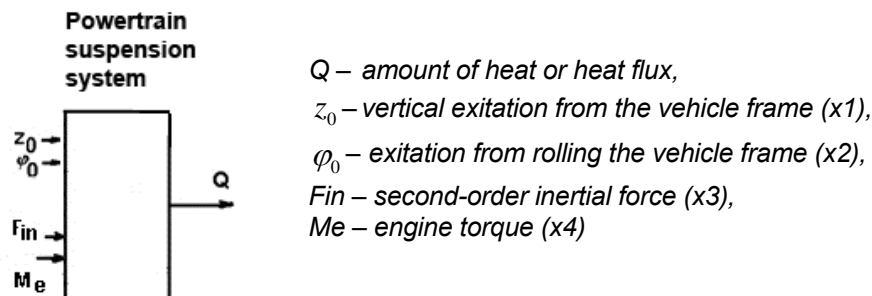 Powertrain
suspension
system
z₀
φ₀
Fin
Me
Q
Q – amount of heat or heat flux,
z₀ – vertical exitation from the vehicle frame (x1),
φ₀ – exitation from rolling the vehicle frame (x2),
Fin – second-order inertial force (x3),
Me – engine torque (x4)